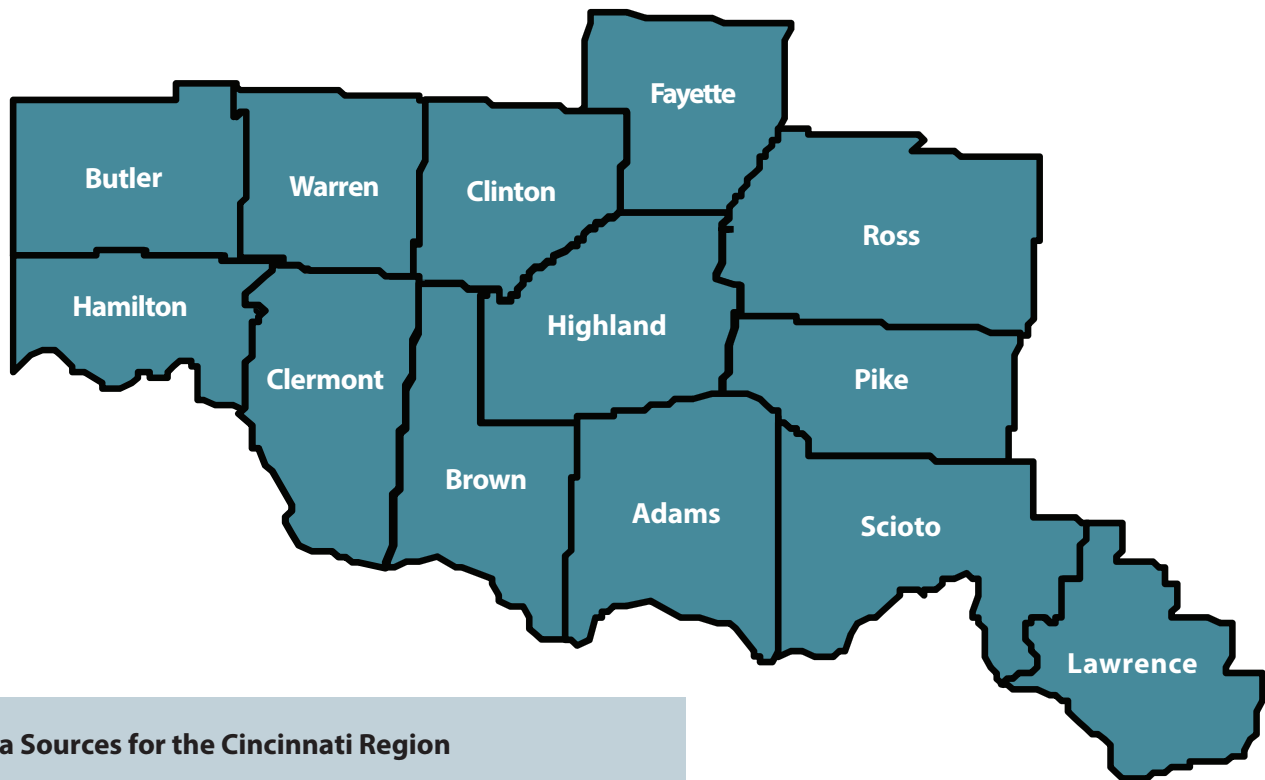 Fayette
Butler
Warren
Clinton
Ross
Hamilton
Highland
Clermont
Pike
Brown
Adams
Scioto
Lawrence
a Sources for the Cincinnati Region